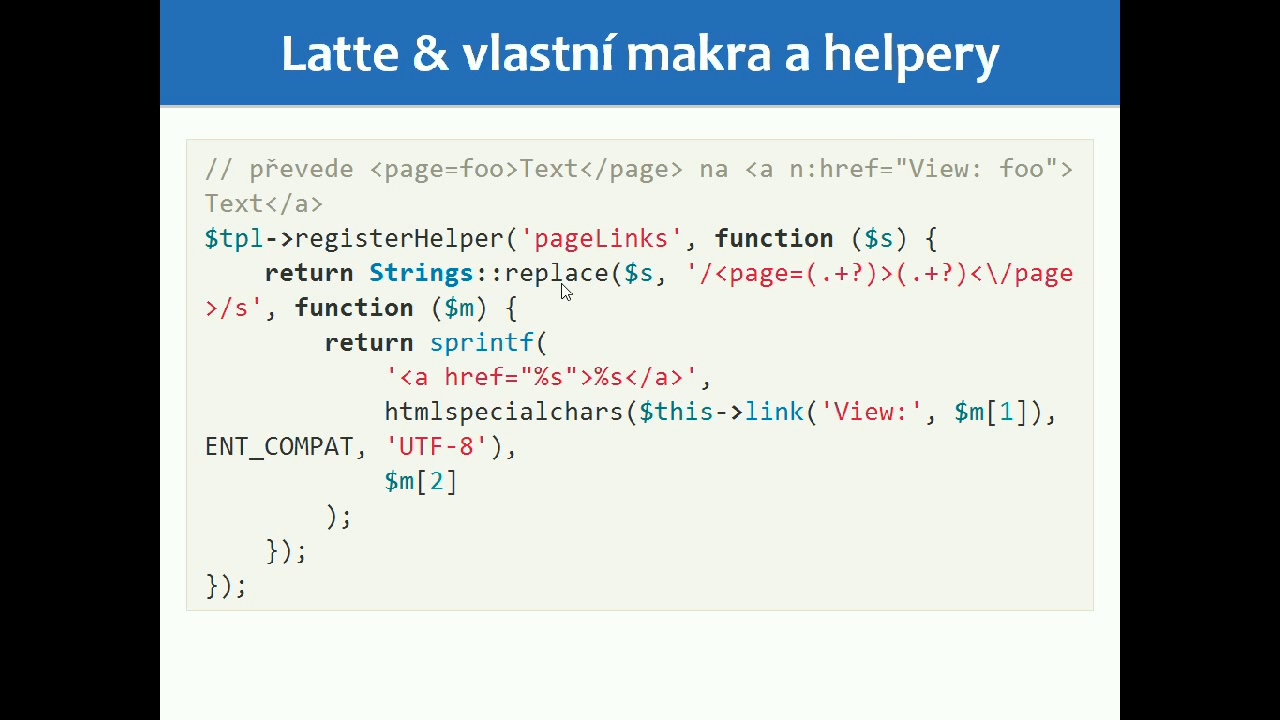 Latte & vlastní makra a helpery
// převede <page=foo>Text</page> na <a n:href="View: foo">
Text</a>
$tpl->registerHelper('pageLinks', function ($s) {
    return Strings::replace($s, '/<page=(.+?)>(.+?)<\/page
>/s', function ($m) {
        return sprintf(
            '<a href="%s">%s</a>',
            htmlspecialchars($this->link('View:', $m[1]),
ENT_COMPAT, 'UTF-8'),
            $m[2]
        );
    });
});